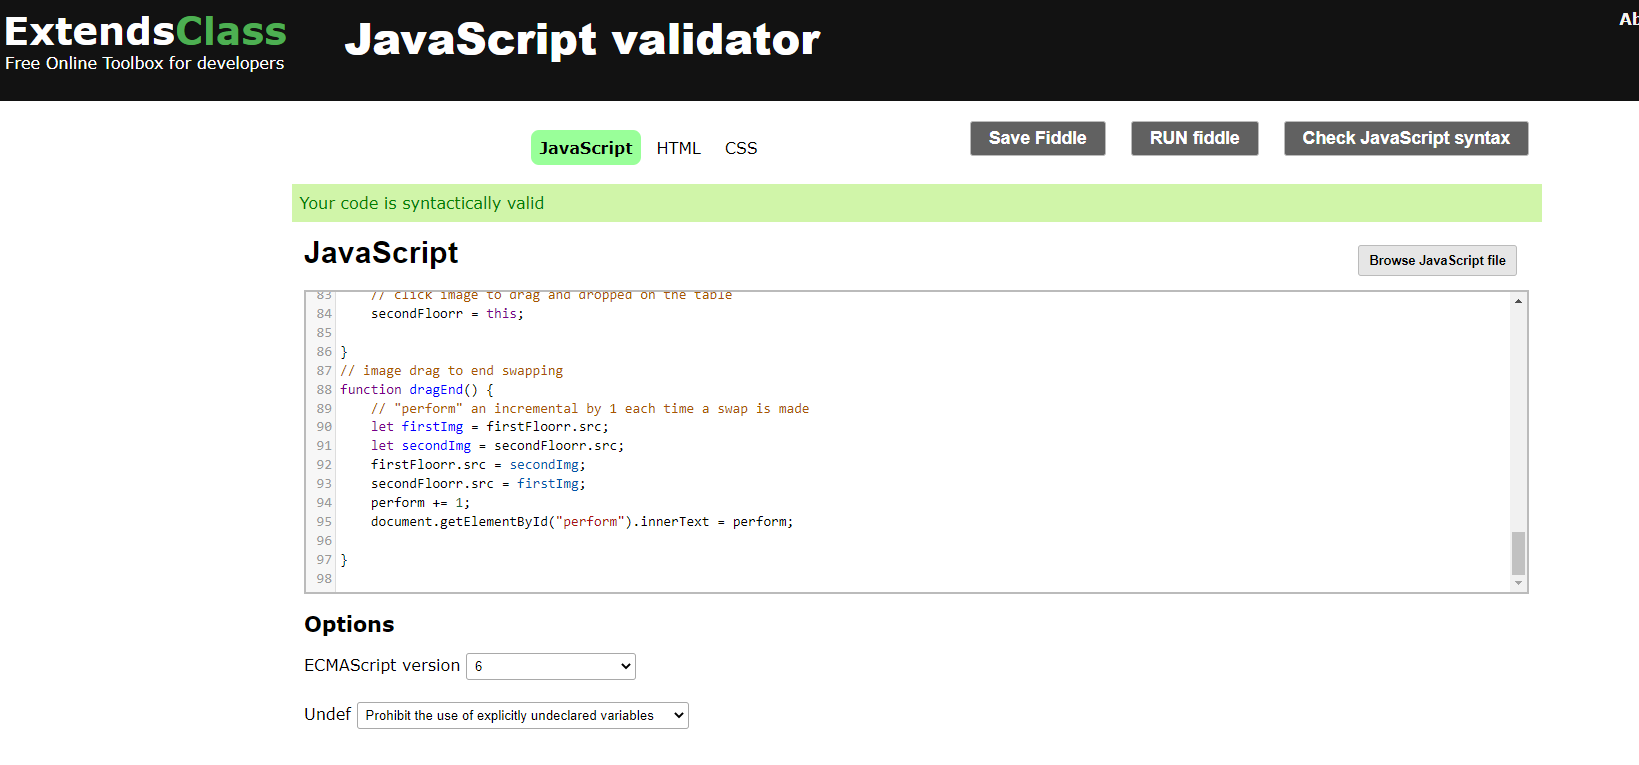 ExtendsClass
Free Online Toolbox for developers
JavaScript validator
Ab
JavaScript HTML CSS
Save Fiddle RUN fiddle Check JavaScript syntax
Your code is syntactically valid
JavaScript
Browse JavaScript file
83 // click image to drag and dropped on the table
84 secondFloorr = this;
85
86 }
87 // image drag to end swapping
88 function dragEnd() {
89 // "perform" an incremental by 1 each time a swap is made
90 let firstImg = firstFloorr.src;
91 let secondImg = secondFloorr.src;
92 firstFloorr.src = secondImg;
93 secondFloorr.src = firstImg;
94 perform += 1;
95 document.getElementById("perform").innerText = perform;
96
97 }
98
Options
ECMAScript version 6
Undef Prohibit the use of explicitly undeclared variables